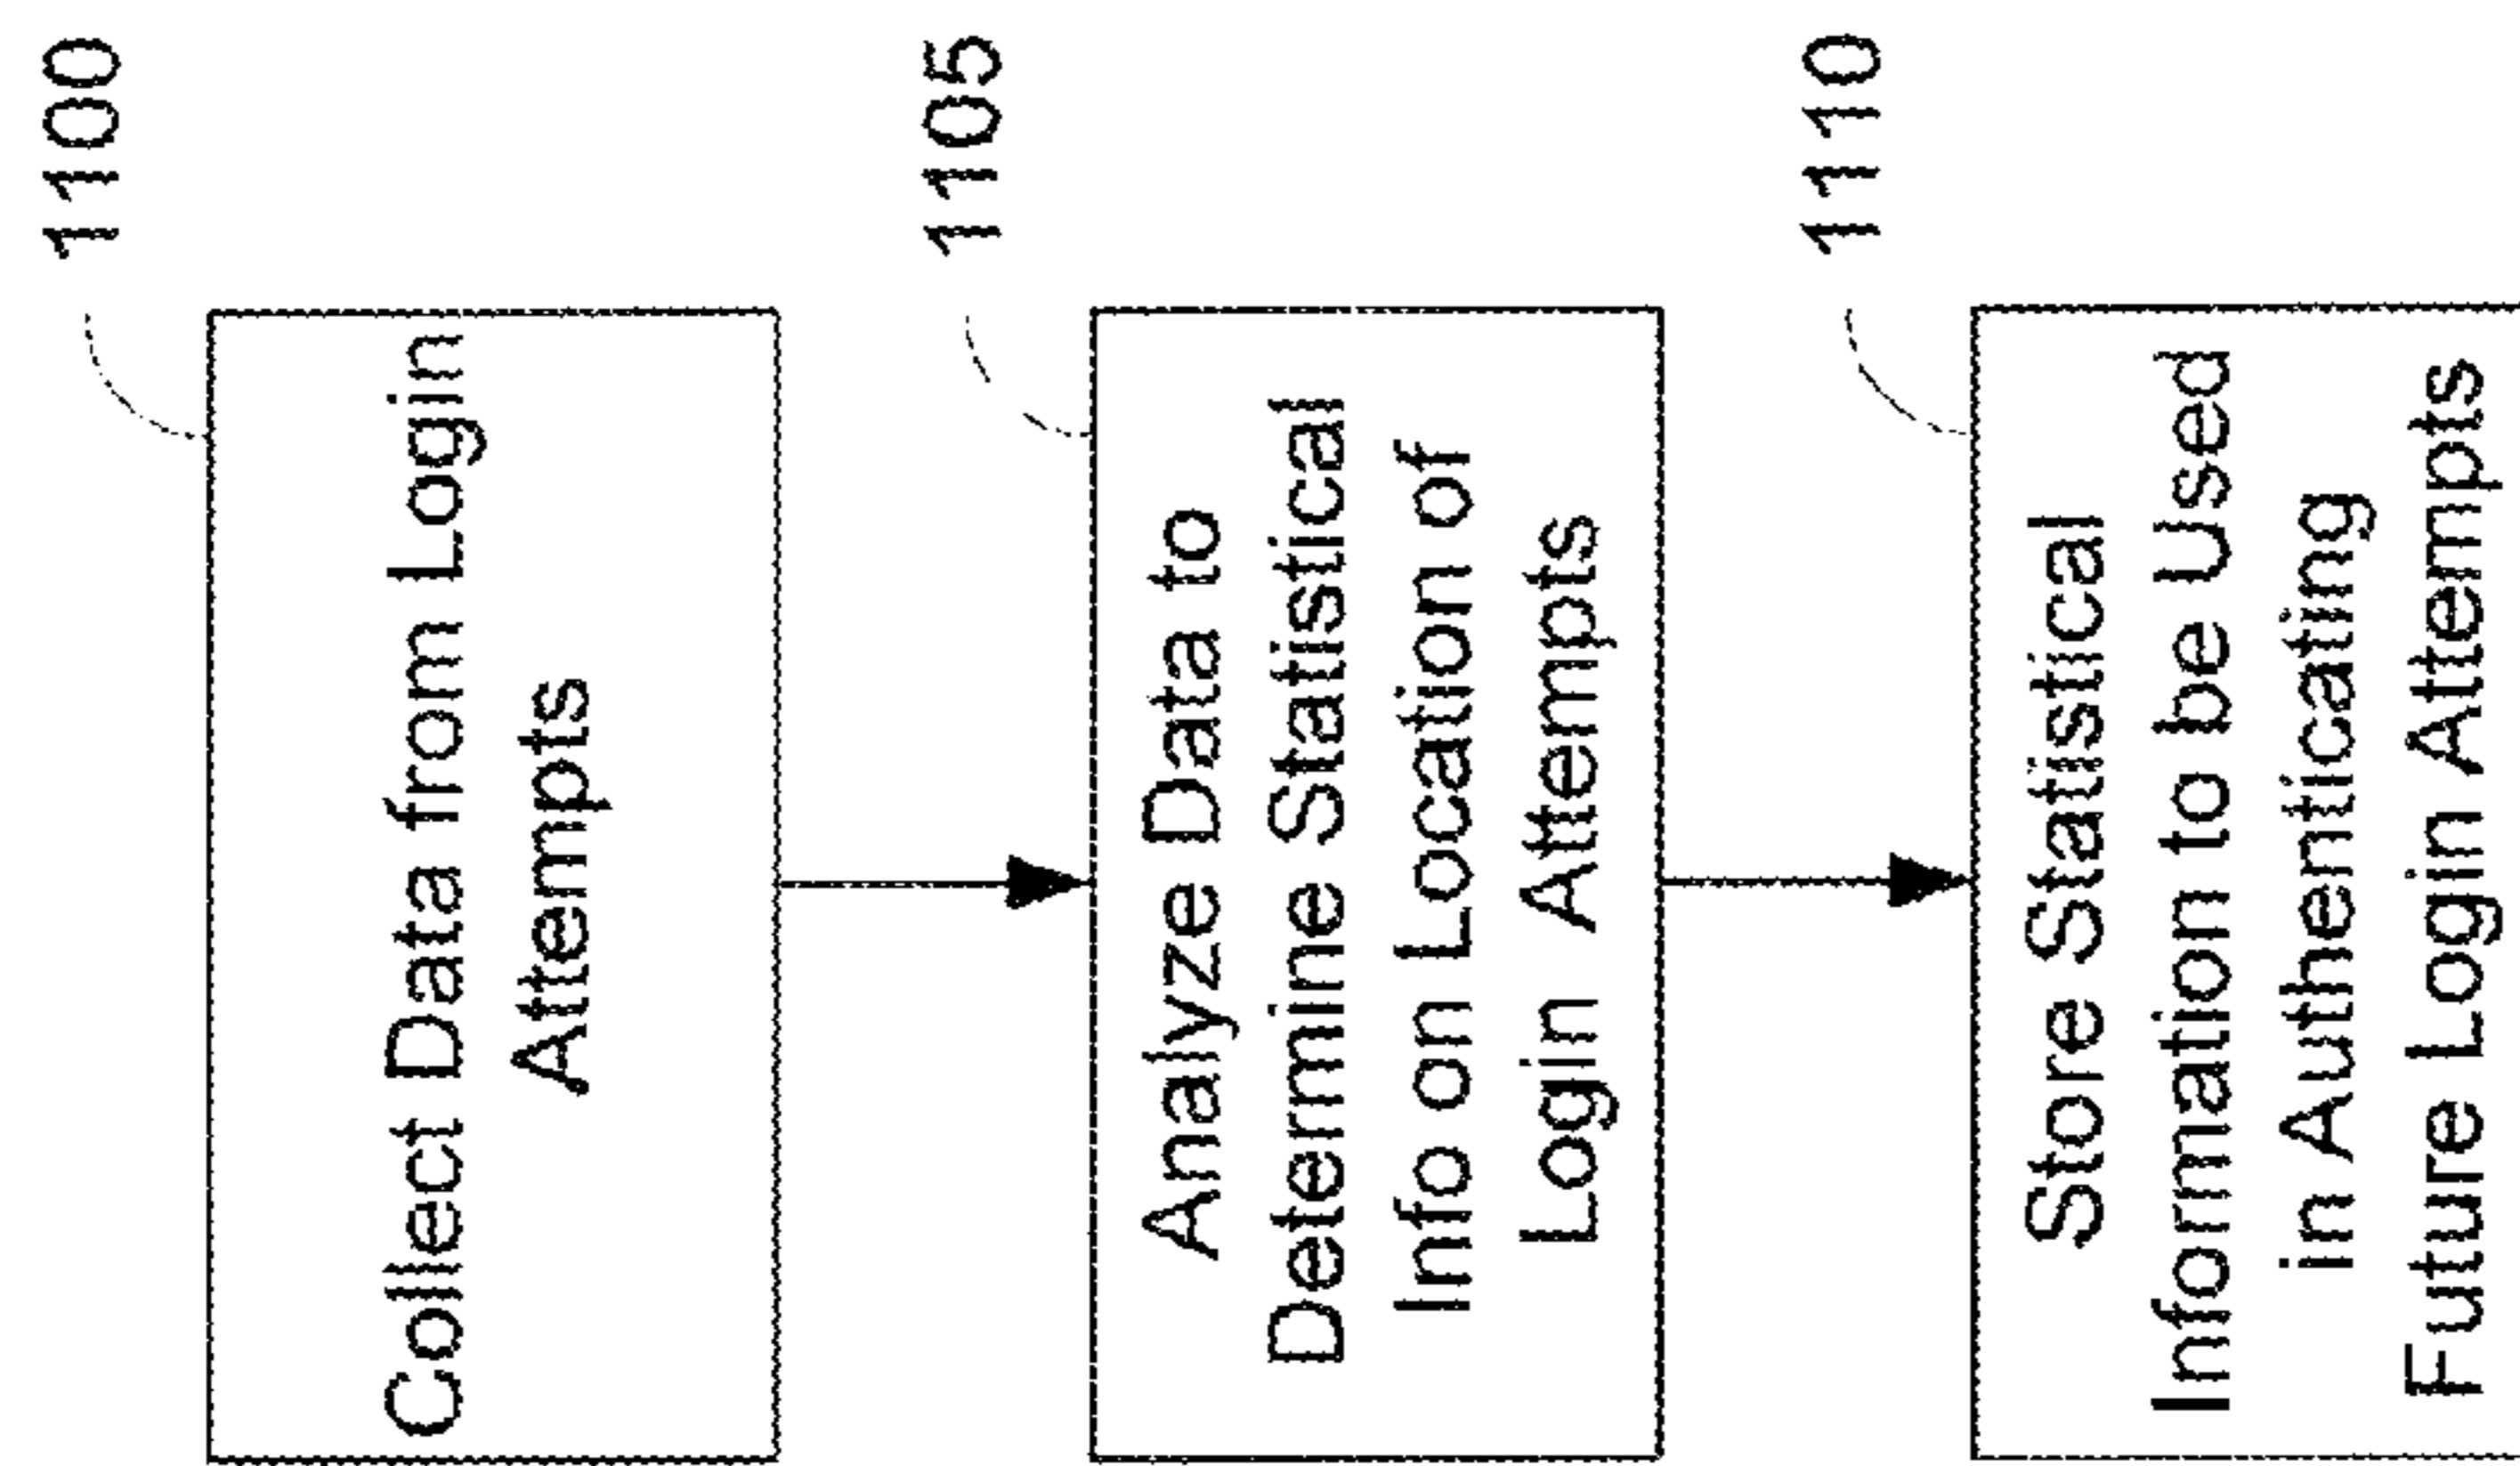 1100
Collect Data from Login
Attempts
1105
Analyze Data to
Determine Statistical
Info on Location of
Login Attempts
1110
Store Statistical
Information to be Used
in Authenticating
Future Login Attempts